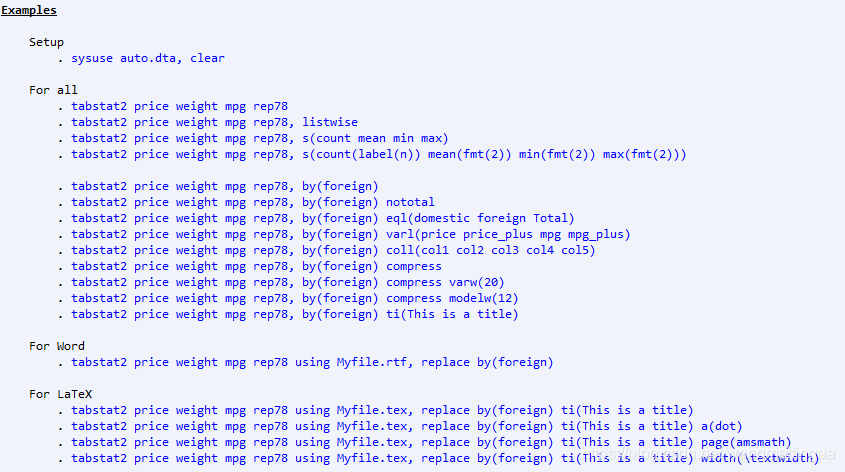 Examples
Setup
. sysuse auto.dta, clear
For all
. tabstat2 price weight mpg rep78
. tabstat2 price weight mpg rep78, listwise
. tabstat2 price weight mpg rep78, s(count mean min max)
. tabstat2 price weight mpg rep78, s(count(label(n)) mean(fmt(2)) min(fmt(2)) max(fmt(2)))
. tabstat2 price weight mpg rep78, by(foreign)
. tabstat2 price weight mpg rep78, by(foreign) nototal
. tabstat2 price weight mpg rep78, by(foreign) eql(domestic foreign Total)
. tabstat2 price weight mpg rep78, by(foreign) varl(price price_plus mpg mpg_plus)
. tabstat2 price weight mpg rep78, by(foreign) coll(col1 col2 col3 col4 col5)
. tabstat2 price weight mpg rep78, by(foreign) compress
. tabstat2 price weight mpg rep78, by(foreign) compress varw(20)
. tabstat2 price weight mpg rep78, by(foreign) compress modelw(12)
. tabstat2 price weight mpg rep78, by(foreign) ti(This is a title)
For Word
. tabstat2 price weight mpg rep78 using Myfile.rtf, replace by(foreign)
For LaTeX
. tabstat2 price weight mpg rep78 using Myfile.tex, replace by(foreign) ti(This is a title)
. tabstat2 price weight mpg rep78 using Myfile.tex, replace by(foreign) ti(This is a title) a(dot)
. tabstat2 price weight mpg rep78 using Myfile.tex, replace by(foreign) ti(This is a title) page(amsmath)
. tabstat2 price weight mpg rep78 using Myfile.tex, replace by(foreign) ti(This is a title) width(\textwidth)